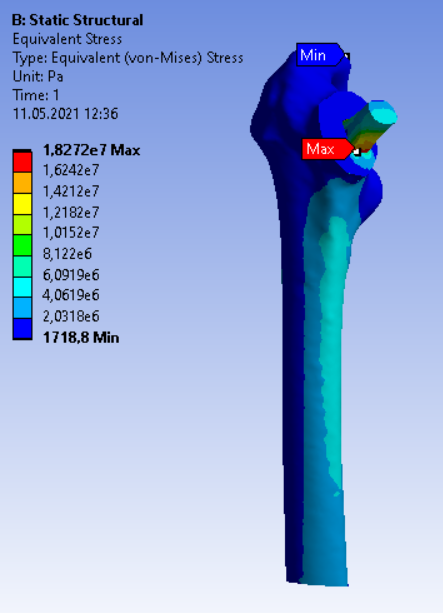 B: Static Structural
Equivalent Stress
Type: Equivalent (von-Mises) Stress
Unit: Pa
Time: 1
11.05.2021 12:36
1,8272e7 Max
1,6242e7
1,4212e7
1,2182e7
1,0152e7
8,122e6
6,0919e6
4,0619e6
2,0318e6
1718,8 Min
Min
Max